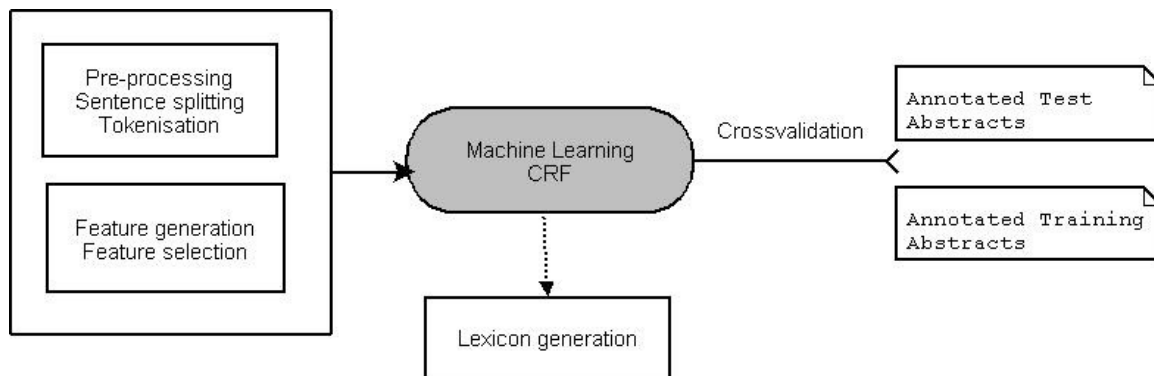 Pre-processing
Sentence splitting
Tokenisation
Feature generation
Feature selection
Machine Learning
CRF
Lexicon generation
Crossvalidation
Annotated Test
Abstracts
Annotated Training
Abstracts